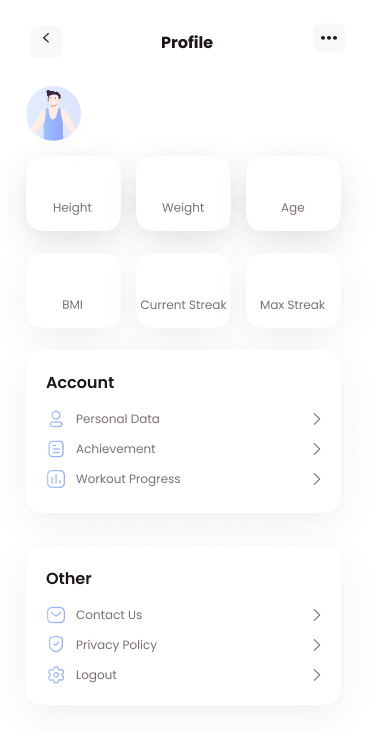 Profile
Height Weight Age
BMI Current Streak Max Streak
Account
Personal Data
Achievement
Workout Progress
Other
Contact Us
Privacy Policy
Logout